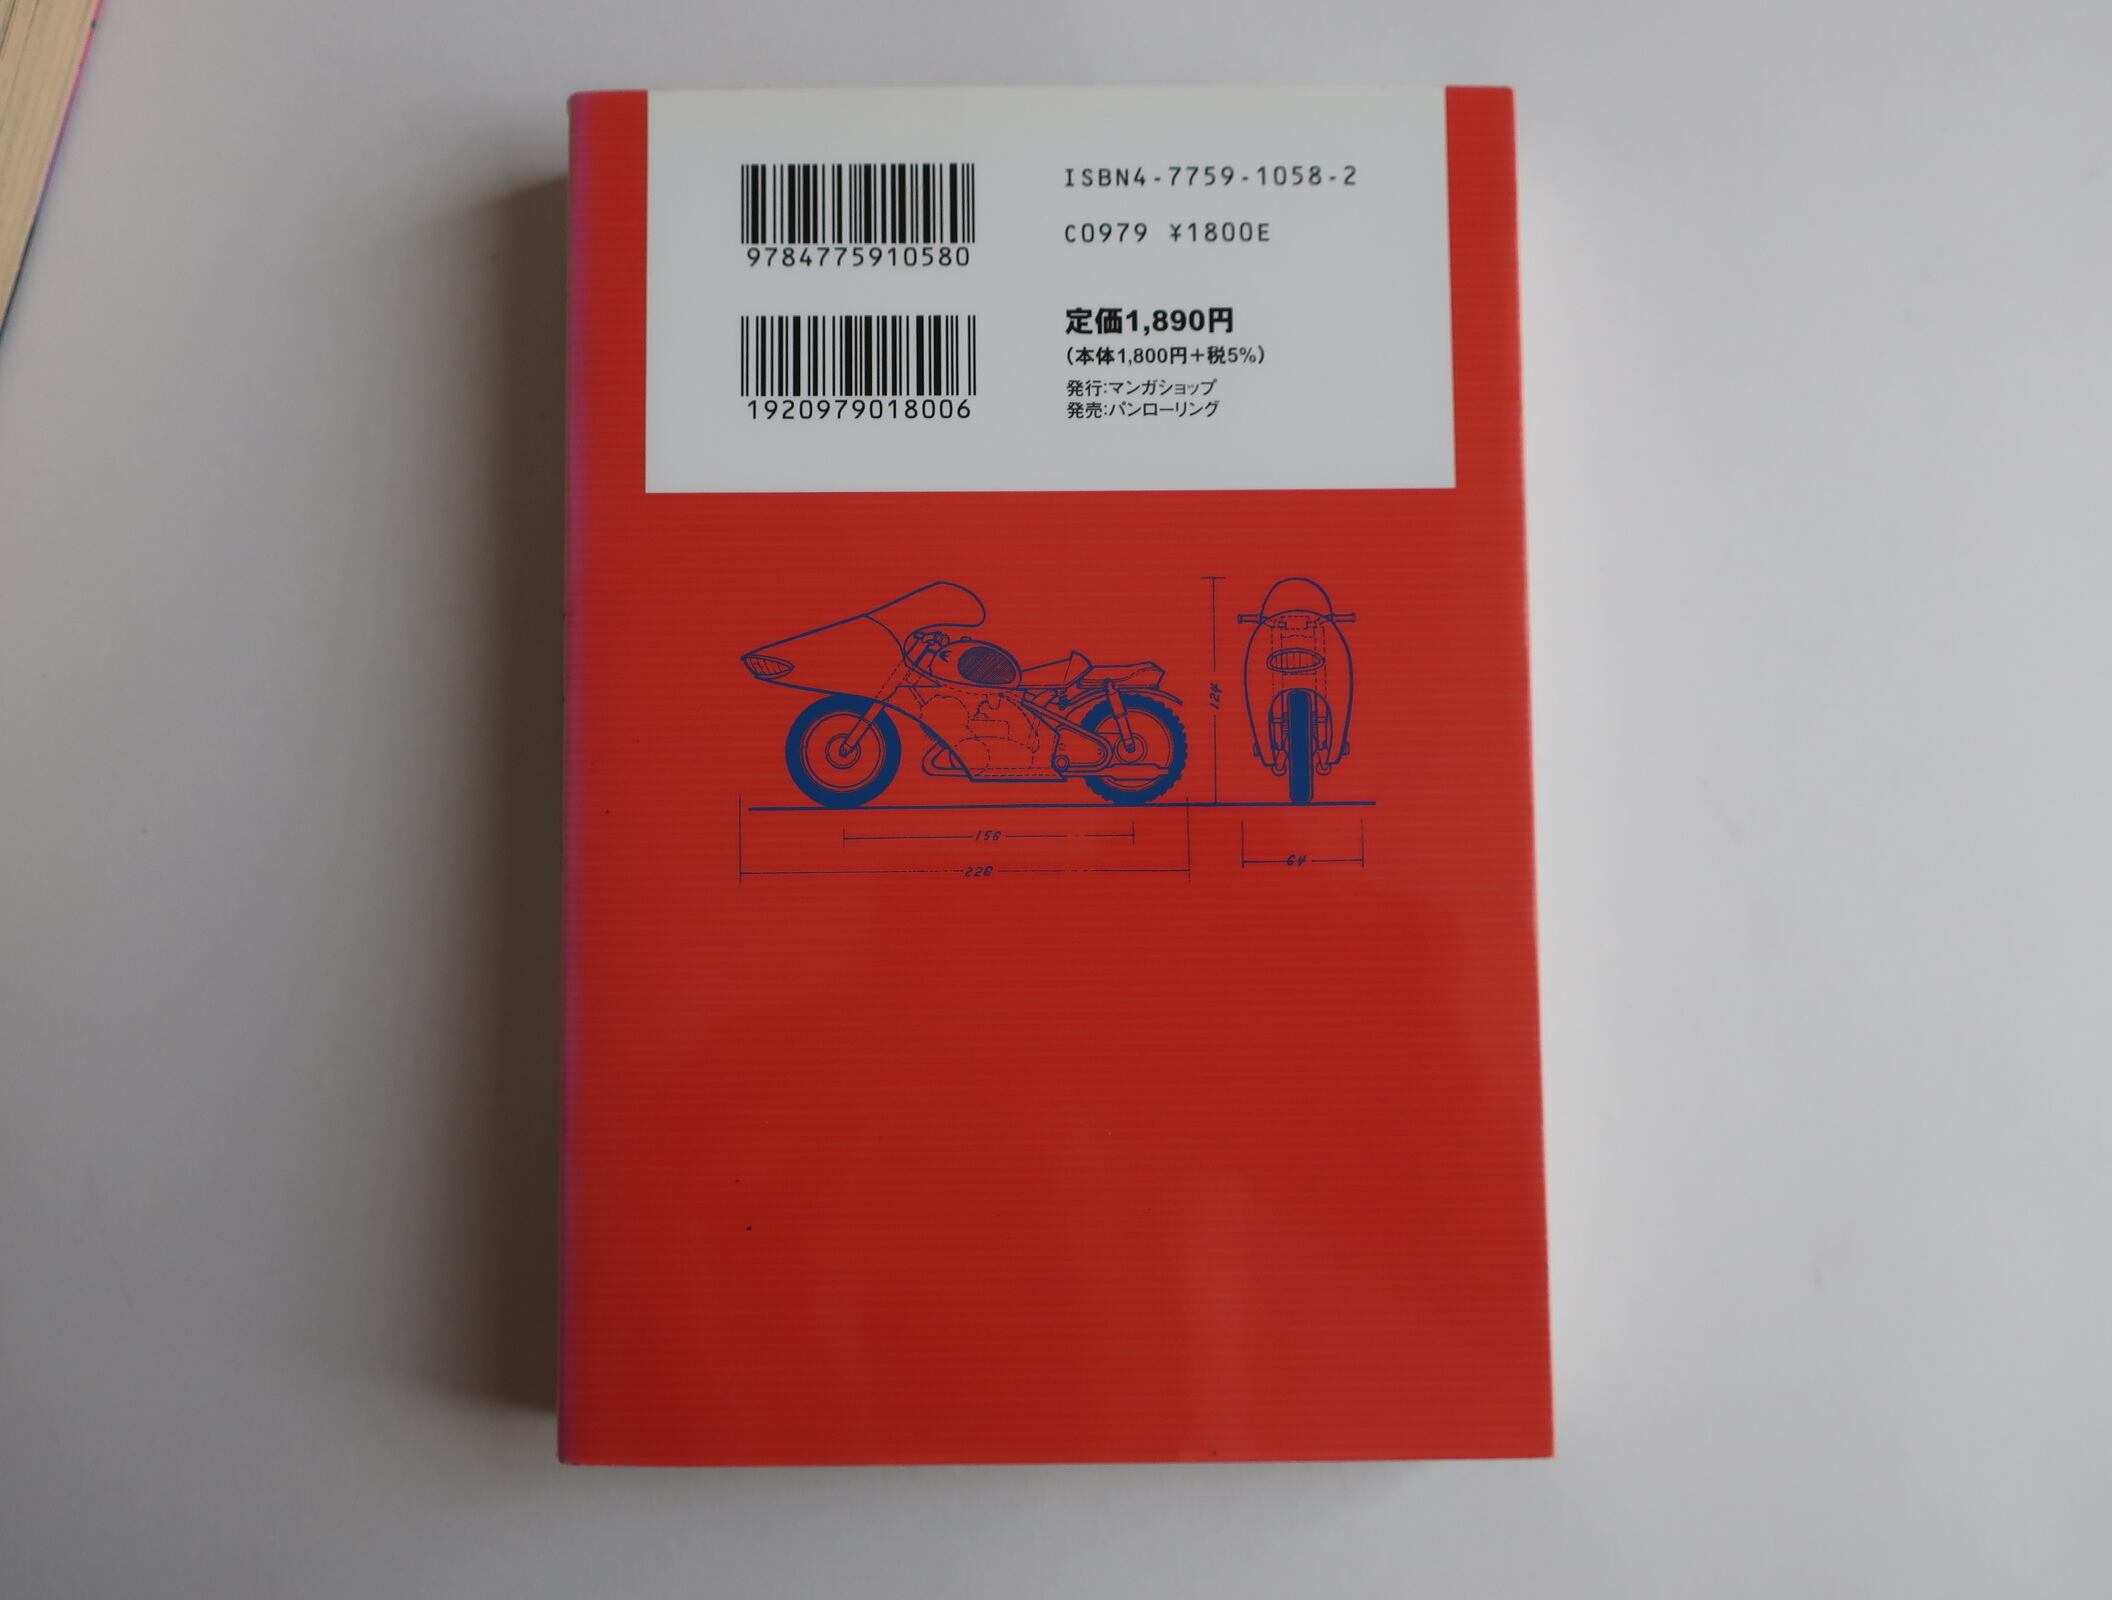 9784775910580
ISBN4-7759-1058-2
C0979 ¥1800E
1920979018006
定価1,890円
（本体1,800円＋税5%）
発行：マンガショップ
発売：パンローリング
124
156
226
64